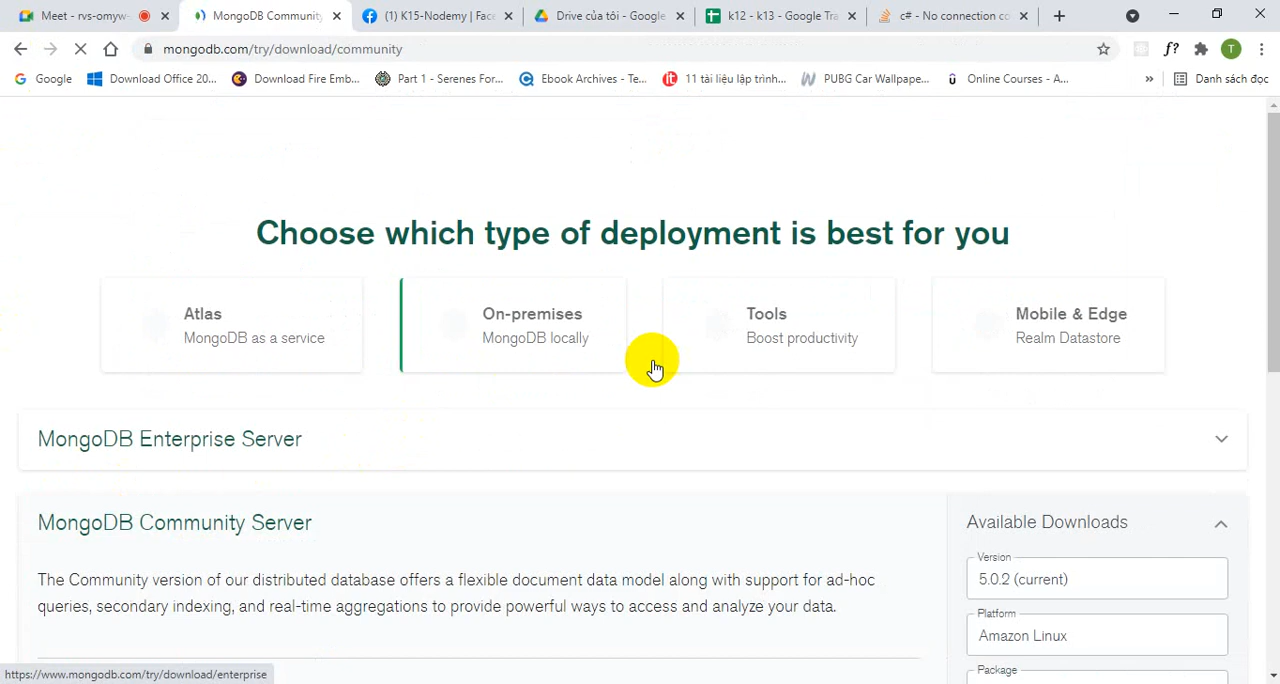 Meet - rvs-omyw-
MongoDB Community
(1) K15-Nodemy | Fac
Drive của tôi - Google
k12 - k13 - Google Tra
c# - No connection co
mongodb.com/try/download/community
f?
T
Google
Download Office 20...
Download Fire Emb...
Part 1 - Serenes For...
Ebook Archives - Te...
11 tài liệu lập trình...
PUBG Car Wallpape...
Online Courses - A...
»
Danh sách đọc
Choose which type of deployment is best for you
Atlas
MongoDB as a service
On-premises
MongoDB locally
Tools
Boost productivity
Mobile & Edge
Realm Datastore
MongoDB Enterprise Server
MongoDB Community Server
The Community version of our distributed database offers a flexible document data model along with support for ad-hoc
queries, secondary indexing, and real-time aggregations to provide powerful ways to access and analyze your data.
Available Downloads
Version
5.0.2 (current)
Platform
Amazon Linux
Package
https://www.mongodb.com/try/download/enterprise